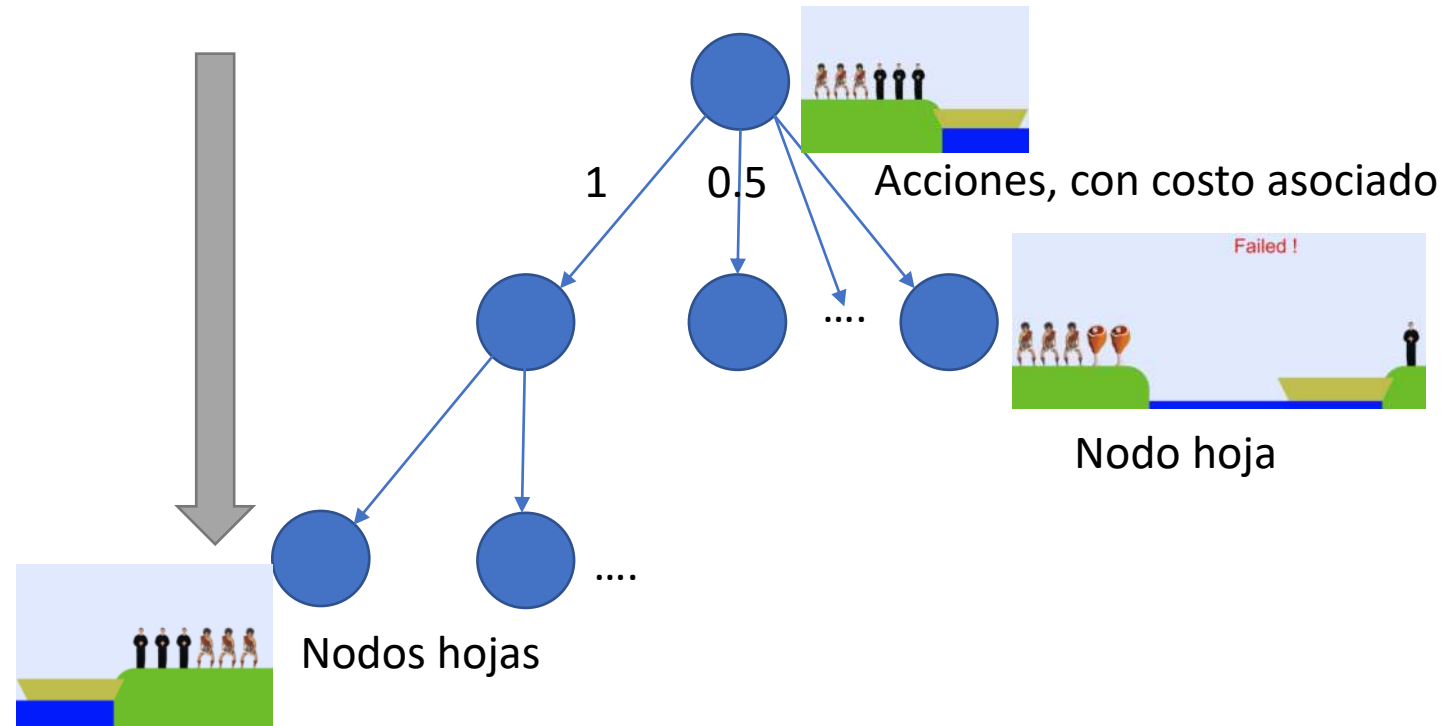 1
0.5
Acciones, con costo asociado
Failed !
....
Nodo hoja
....
Nodos hojas